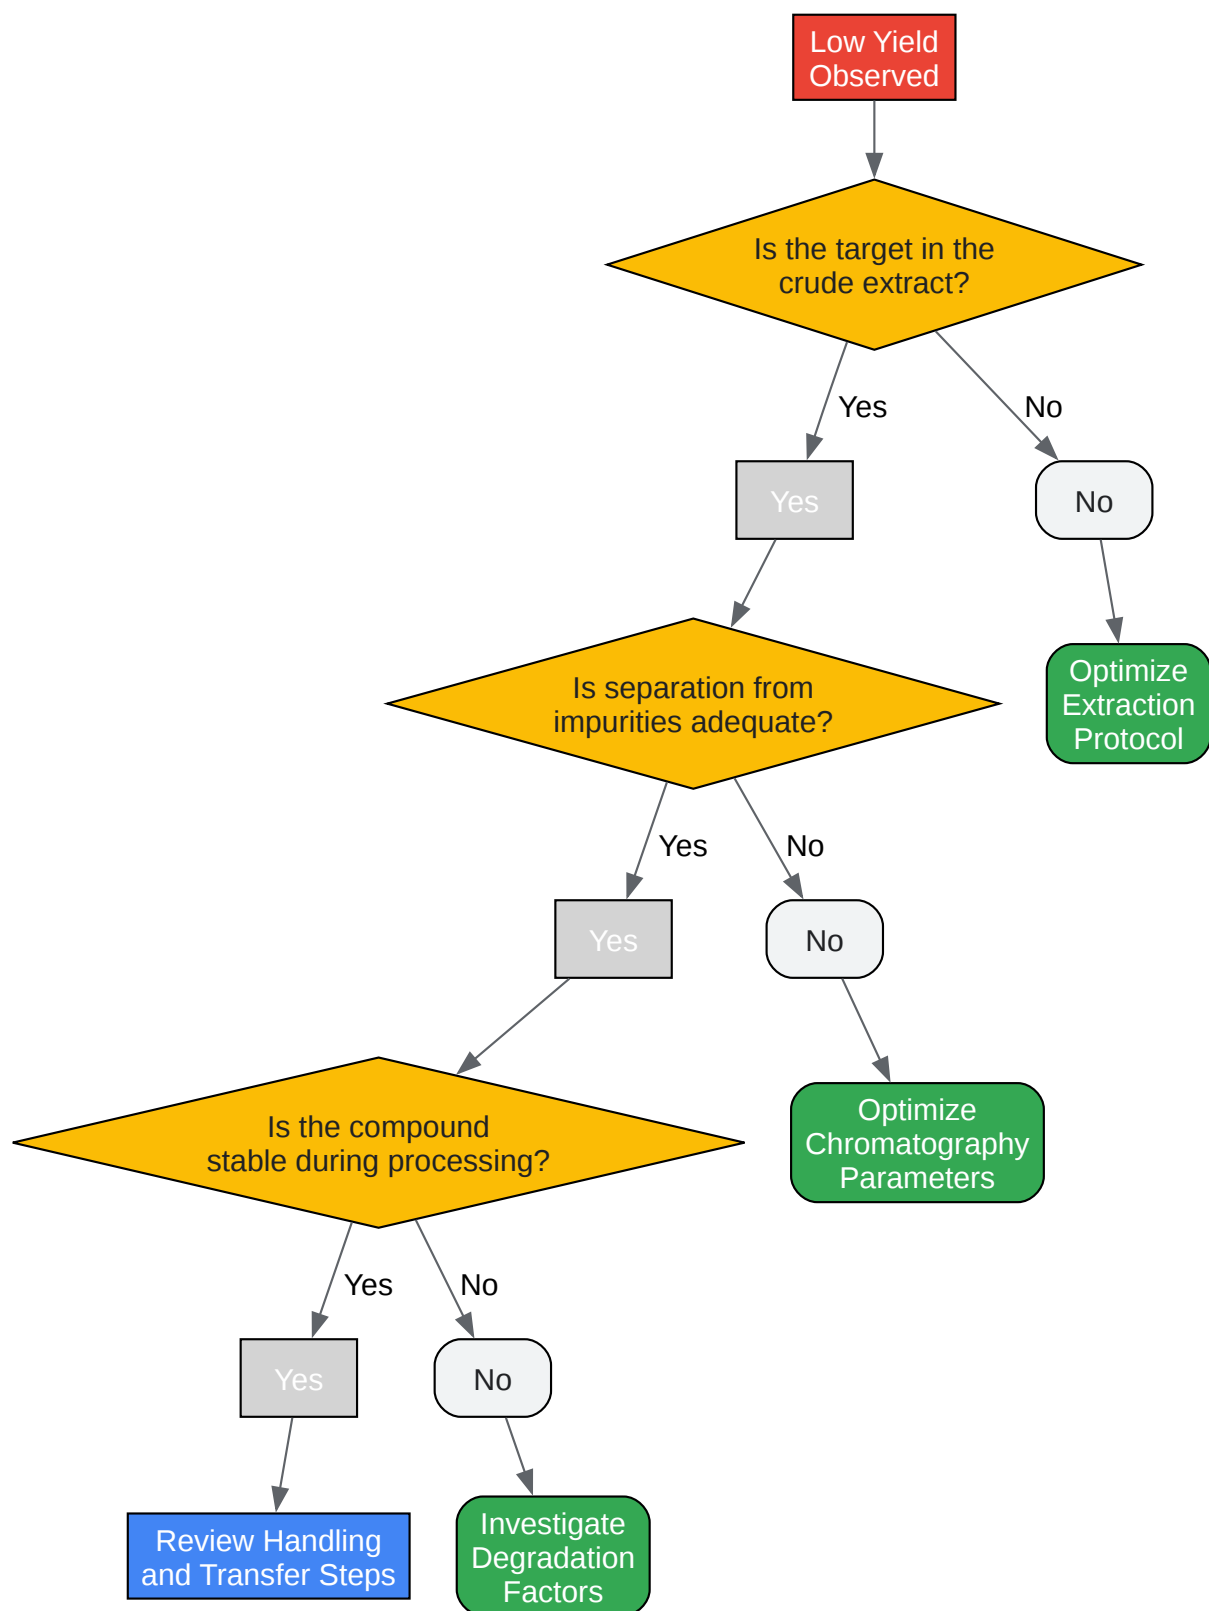 Low Yield
Observed
Is the target in the
crude extract?
Yes
No
Yes
No
Optimize
Extraction
Protocol
Is separation from
impurities adequate?
Yes
No
Yes
No
Optimize
Chromatography
Parameters
Is the compound
stable during processing?
Yes
No
Yes
No
Review Handling
and Transfer Steps
Investigate
Degradation
Factors